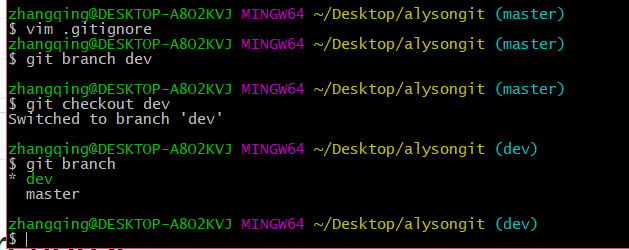 zhangqing@DESKTOP-A8O2KVJ MINGW64 ~/Desktop/alysongit (master)
$ vim .gitignore
zhangqing@DESKTOP-A8O2KVJ MINGW64 ~/Desktop/alysongit (master)
$ git branch dev
zhangqing@DESKTOP-A8O2KVJ MINGW64 ~/Desktop/alysongit (master)
$ git checkout dev
Switched to branch 'dev'
zhangqing@DESKTOP-A8O2KVJ MINGW64 ~/Desktop/alysongit (dev)
$ git branch
* dev
  master
zhangqing@DESKTOP-A8O2KVJ MINGW64 ~/Desktop/alysongit (dev)
$